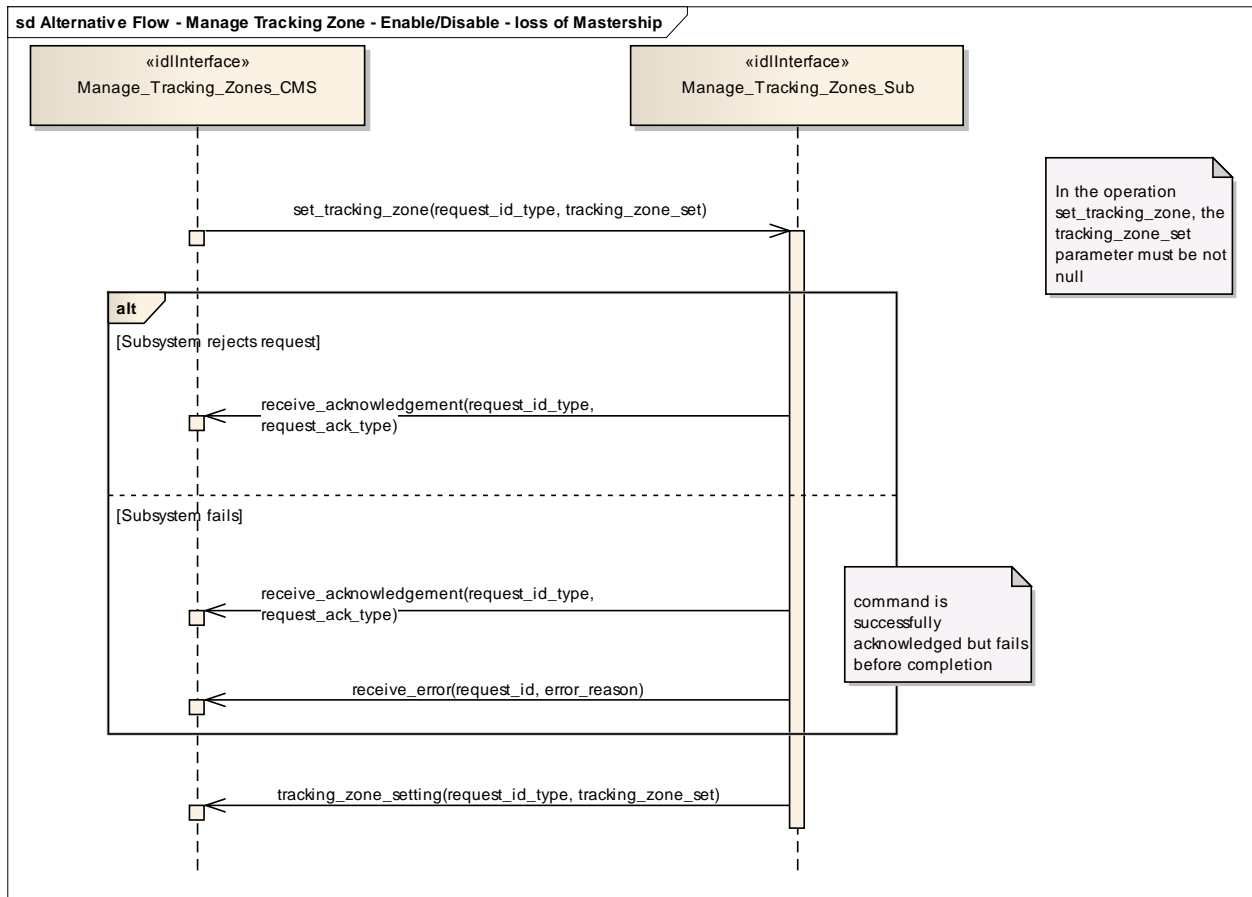 sd Alternative Flow - Manage Tracking Zone - Enable/Disable - loss of Mastership
«idlInterface»
Manage_Tracking_Zones_CMS
«idlInterface»
Manage_Tracking_Zones_Sub
In the operation
set_tracking_zone, the
tracking_zone_set
parameter must be not
null
set_tracking_zone(request_id_type, tracking_zone_set)
alt
[Subsystem rejects request]
receive_acknowledgement(request_id_type,
request_ack_type)
[Subsystem fails]
receive_acknowledgement(request_id_type,
request_ack_type)
command is
successfully
acknowledged but fails
before completion
receive_error(request_id, error_reason)
tracking_zone_setting(request_id_type, tracking_zone_set)